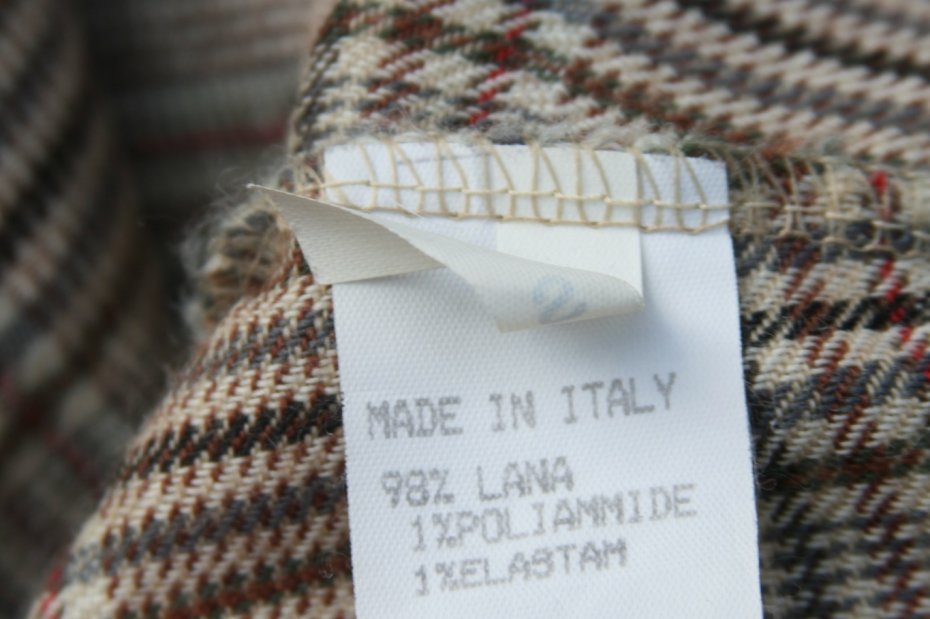 MADE IN ITALY
98% LANA
1%POLIAMMIDE
1%ELASTAM